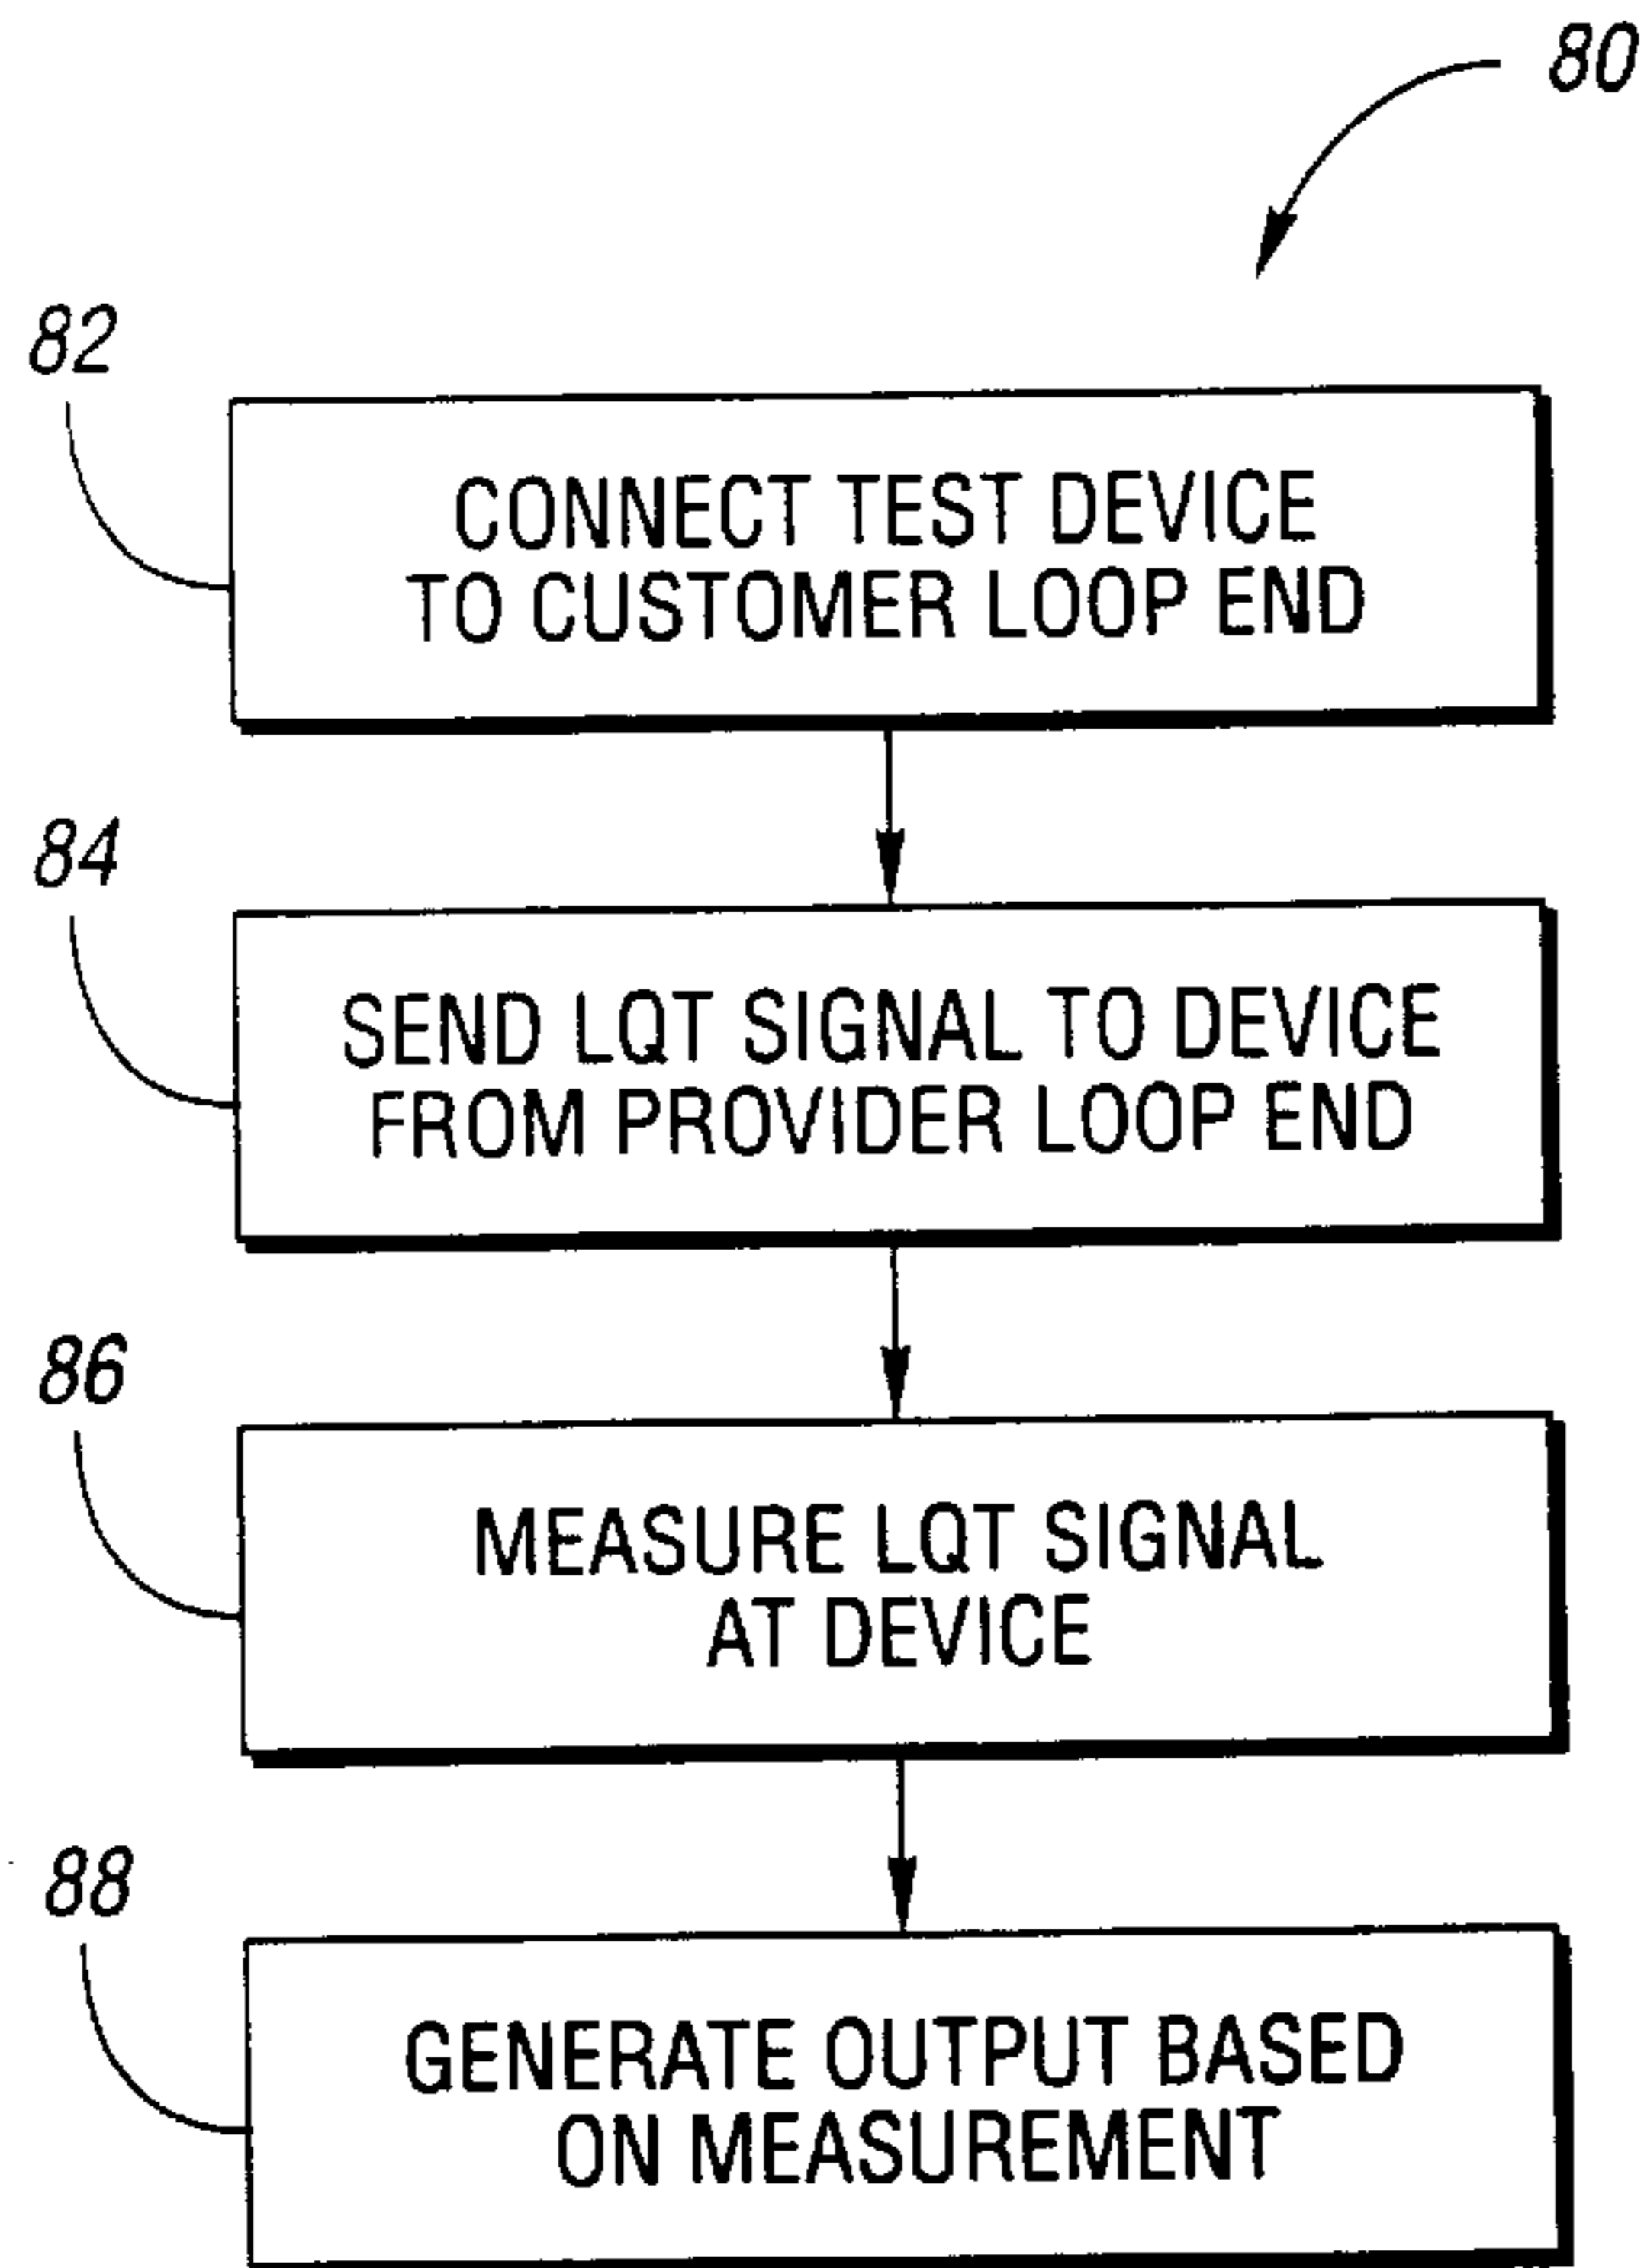 80
82
CONNECT TEST DEVICE
TO CUSTOMER LOOP END
84
SEND LQT SIGNAL TO DEVICE
FROM PROVIDER LOOP END
86
MEASURE LQT SIGNAL
AT DEVICE
88
GENERATE OUTPUT BASED
ON MEASUREMENT